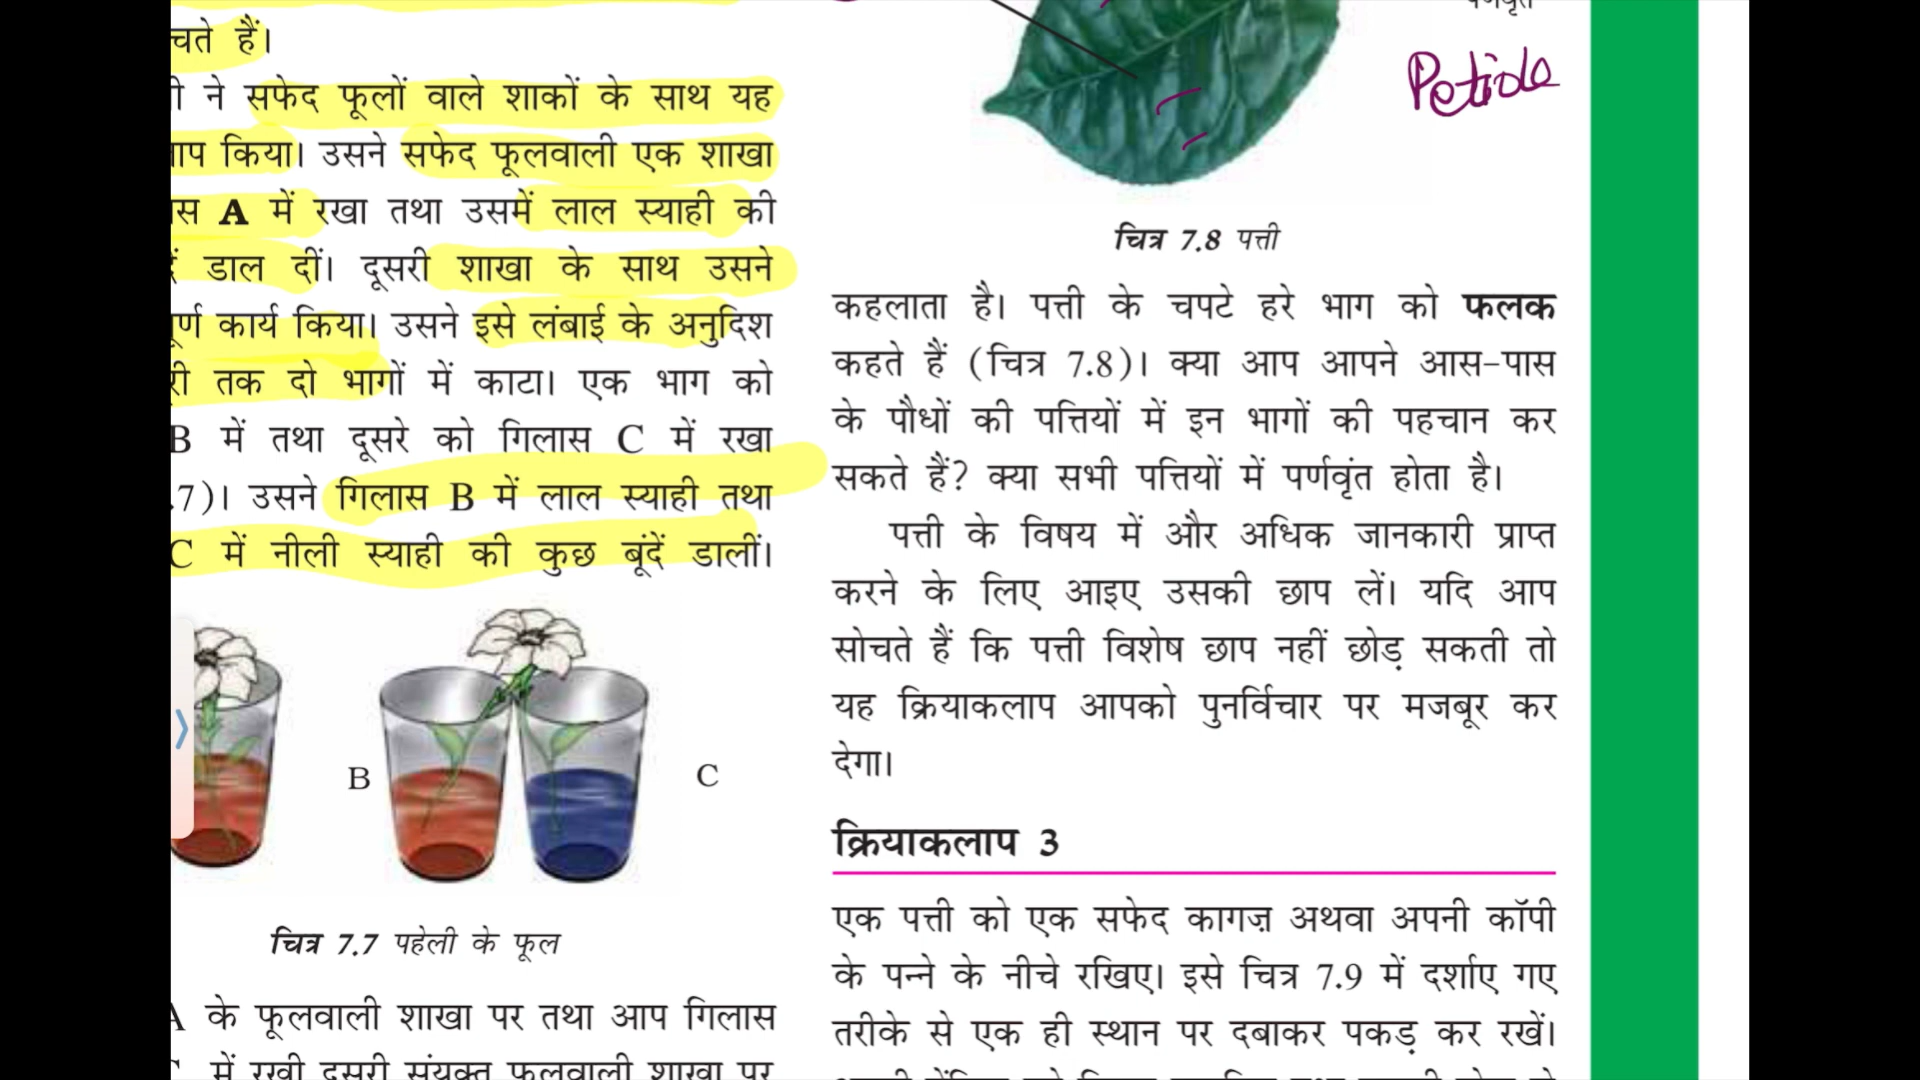 चते हैं।
ने सफेद फूलों वाले शाकों के साथ यह
किया। उसने सफेद फूलवाली एक शाखा
A में रखा तथा उसमें लाल स्याही की
डाल दीं। दूसरी शाखा के साथ उसने
कार्य किया। उसने इसे लंबाई के अनुदिश
तक दो भागों में काटा। एक भाग को
B में तथा दूसरे को गिलास C में रखा
.7)। उसने गिलास B में लाल स्याही तथा
C में नीली स्याही की कुछ बूंदें डालीं।
B
C
चित्र 7.7 पहेली के फूल
A के फूलवाली शाखा पर तथा आप गिलास
में रखी दूसरी संयुक्त फूलवाली शाखा पर
Petiole
चित्र 7.8 पत्ती
कहलाता है। पत्ती के चपटे हरे भाग को फलक
कहते हैं (चित्र 7.8)। क्या आप आपने आस-पास
के पौधों की पत्तियों में इन भागों की पहचान कर
सकते हैं? क्या सभी पत्तियों में पर्णवृंत होता है।
पत्ती के विषय में और अधिक जानकारी प्राप्त
करने के लिए आइए उसकी छाप लें। यदि आप
सोचते हैं कि पत्ती विशेष छाप नहीं छोड़ सकती तो
यह क्रियाकलाप आपको पुनर्विचार पर मजबूर कर
देगा।
क्रियाकलाप 3
एक पत्ती को एक सफेद कागज़ अथवा अपनी कॉपी
के पन्ने के नीचे रखिए। इसे चित्र 7.9 में दर्शाए गए
तरीके से एक ही स्थान पर दबाकर पकड़ कर रखें।